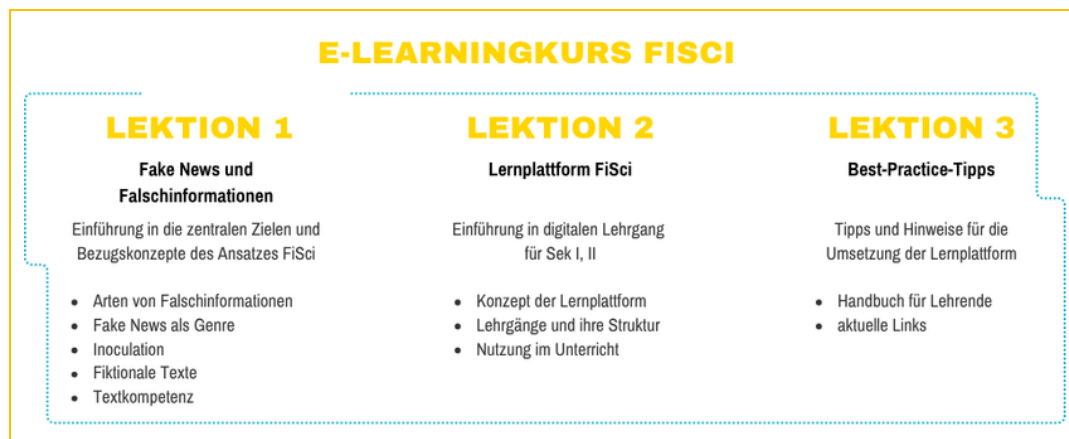 E-LEARNINGKURS FISCI
LEKTION 1
Fake News und
Falschinformationen
Einführung in die zentralen Zielen und
Bezugskonzepte des Ansatzes FiSci
• Arten von Falschinformationen
• Fake News als Genre
• Inoculation
• Fiktionale Texte
• Textkompetenz
LEKTION 2
Lernplattform FiSci
Einführung in digitalen Lehrgang
für Sek I, II
• Konzept der Lernplattform
• Lehrgänge und ihre Struktur
• Nutzung im Unterricht
LEKTION 3
Best-Practice-Tipps
Tipps und Hinweise für die
Umsetzung der Lernplattform
• Handbuch für Lehrende
• aktuelle Links